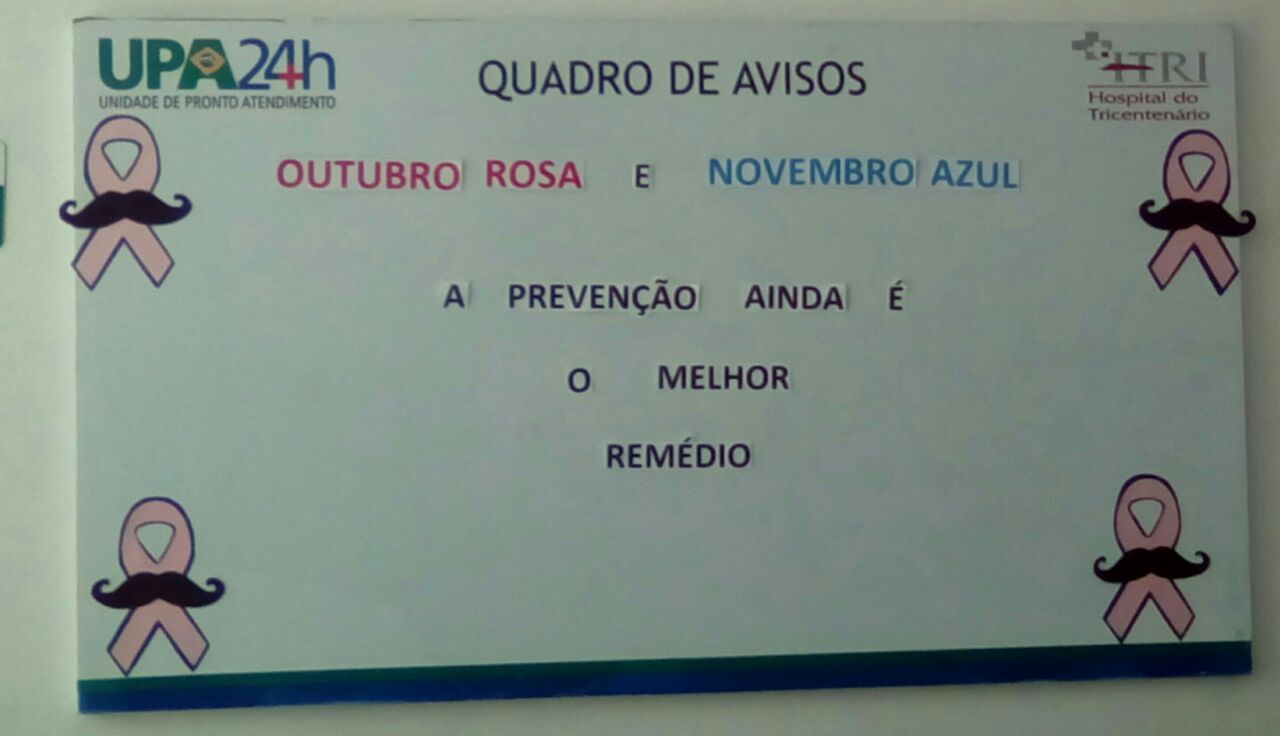 UPA24h
UNIDADE DE PRONTO ATENDIMENTO
QUADRO DE AVISOS
HTRI
Hospital do
Tricentenário
OUTUBRO ROSA E NOVEMBRO AZUL
A PREVENÇÃO AINDA É
O MELHOR
REMÉDIO